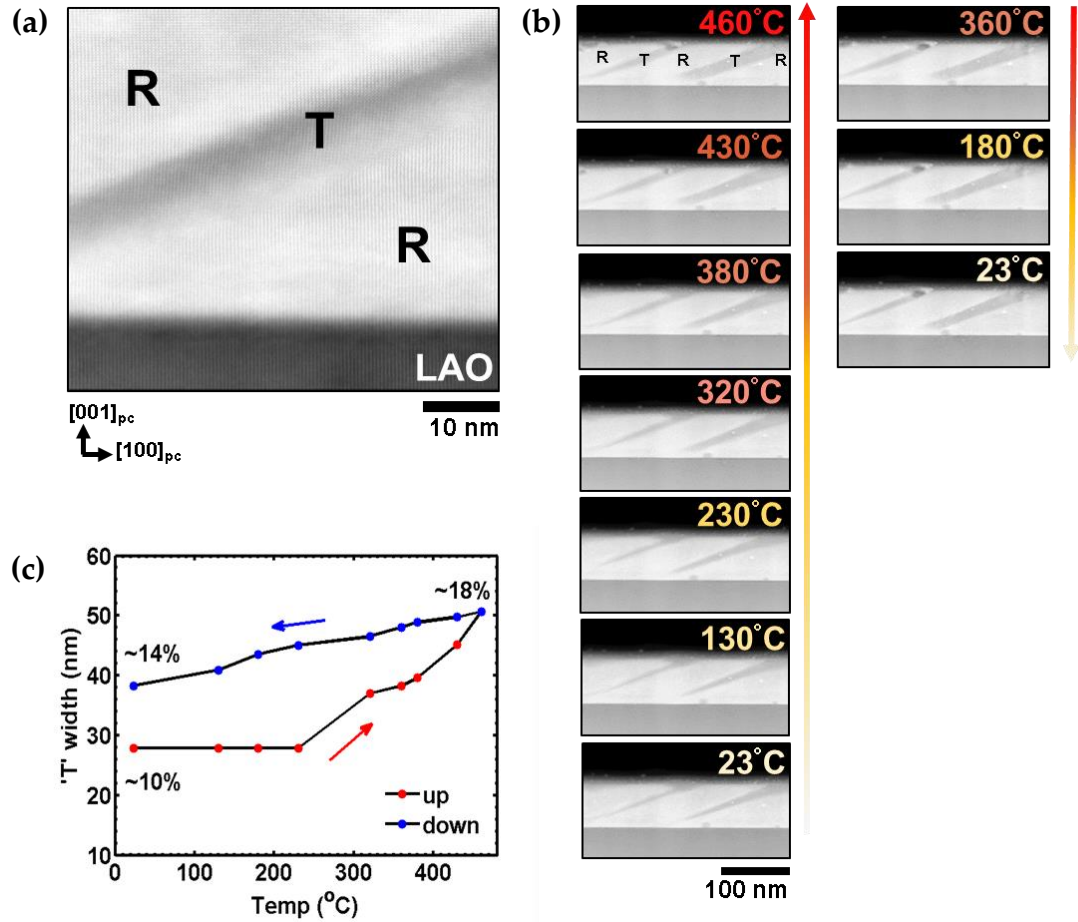 (a)
R
T
R
LAO
[001]pc
[100]pc
10 nm
(b)
460°C
R T R T R
430°C
380°C
320°C
230°C
130°C
23°C
100 nm
360°C
180°C
23°C
(c)
'T' width (nm)
60
50
40
30
20
10
~18%
~14%
~10%
up
down
0 100 200 300 400
Temp (°C)